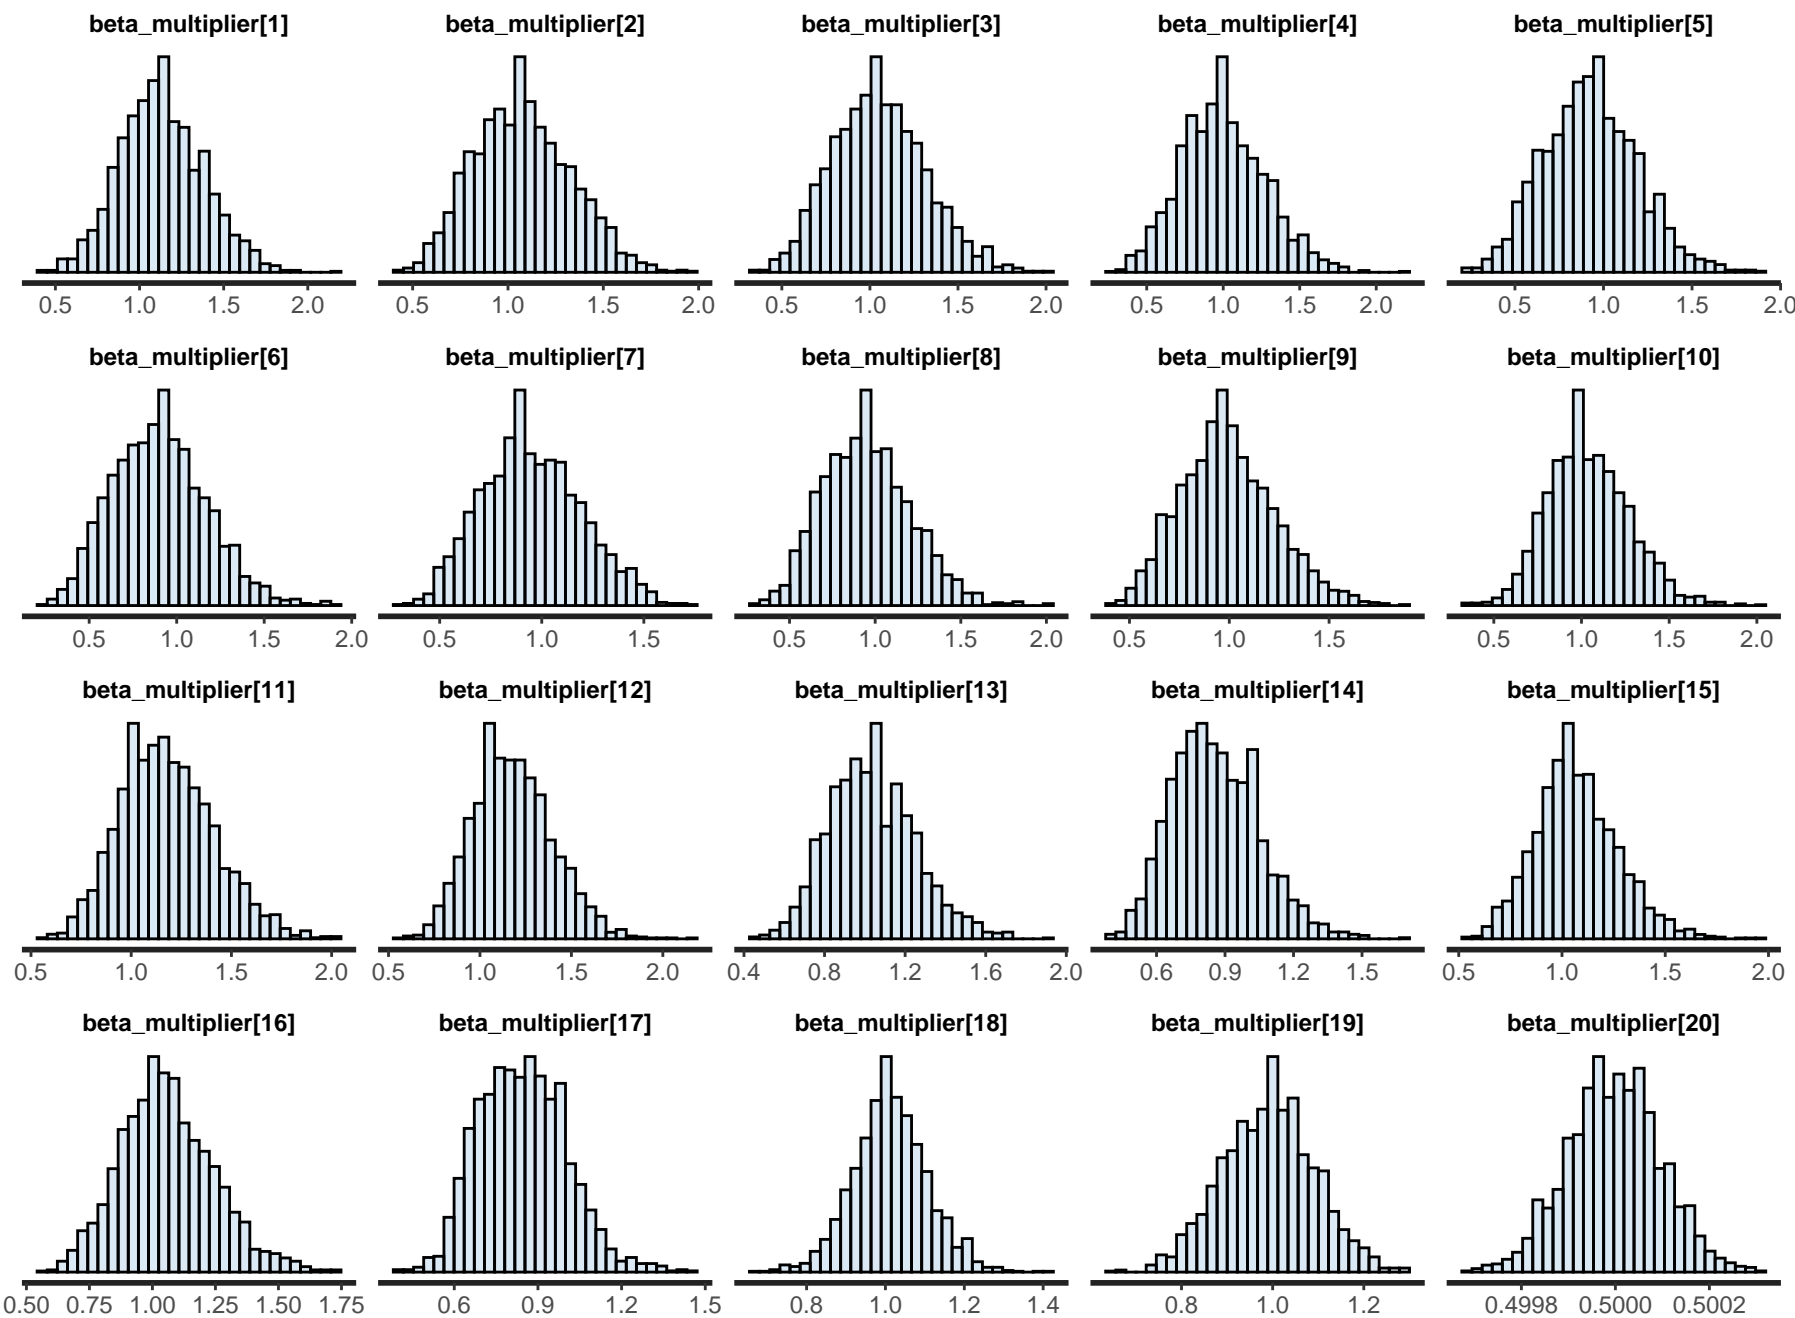 beta_multiplier[1] beta_multiplier[2] beta_multiplier[3] beta_multiplier[4] beta_multiplier[5]
0.5 1.0 1.5 2.0 0.5 1.0 1.5 2.0 0.5 1.0 1.5 2.0 0.5 1.0 1.5 2.0 0.5 1.0 1.5 2.0
beta_multiplier[6] beta_multiplier[7] beta_multiplier[8] beta_multiplier[9] beta_multiplier[10]
0.5 1.0 1.5 2.0 0.5 1.0 1.5 0.5 1.0 1.5 2.0 0.5 1.0 1.5 0.5 1.0 1.5 2.0
beta_multiplier[11] beta_multiplier[12] beta_multiplier[13] beta_multiplier[14] beta_multiplier[15]
0.5 1.0 1.5 2.0 0.5 1.0 1.5 2.0 0.4 0.8 1.2 1.6 2.0 0.6 0.9 1.2 1.5 0.5 1.0 1.5 2.0
beta_multiplier[16] beta_multiplier[17] beta_multiplier[18] beta_multiplier[19] beta_multiplier[20]
0.50 0.75 1.00 1.25 1.50 1.75 0.6 0.9 1.2 1.5 0.8 1.0 1.2 1.4 0.8 1.0 1.2 0.4998 0.5000 0.5002